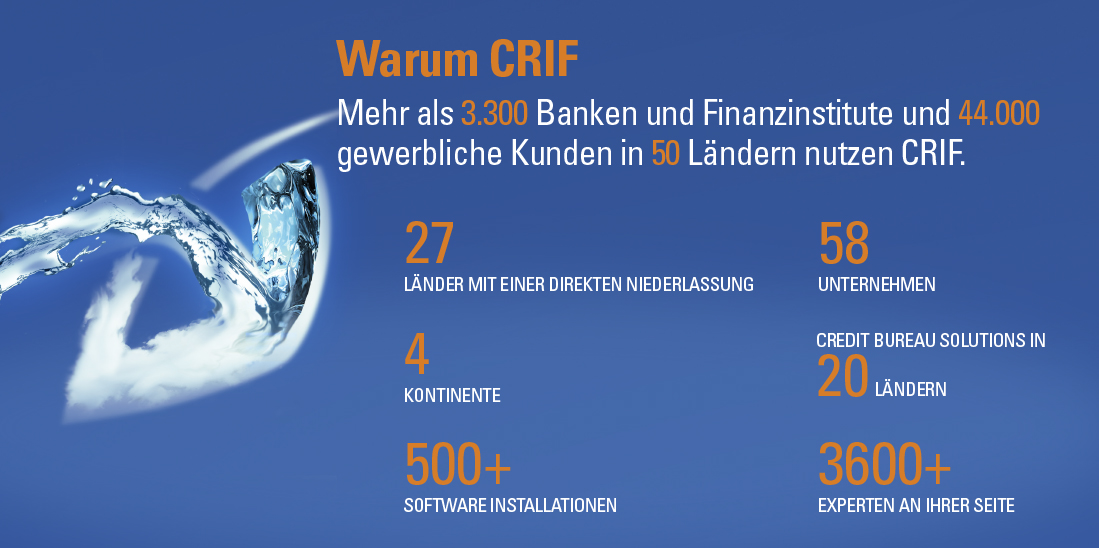 Warum CRIF
Mehr als 3.300 Banken und Finanzinstitute und 44.000
gewerbliche Kunden in 50 Ländern nutzen CRIF.
27
LÄNDER MIT EINER DIREKTEN NIEDERLASSUNG
58
UNTERNEHMEN
4
KONTINENTE
CREDIT BUREAU SOLUTIONS IN
20 LÄNDERN
500+
SOFTWARE INSTALLATIONEN
3600+
EXPERTEN AN IHRER SEITE